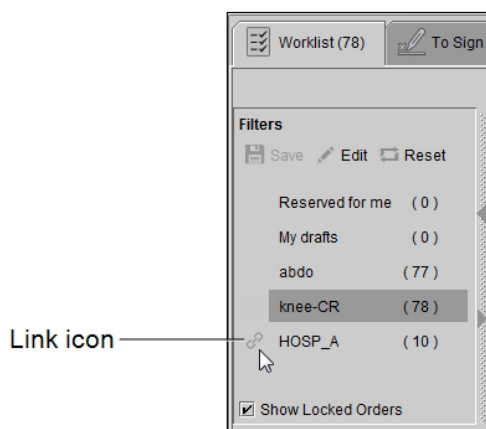 Worklist (78) To Sign
Filters
Save Edit Reset
Reserved for me ( 0 )
My drafts ( 0 )
abdo ( 77 )
knee-CR ( 78 )
Link icon HOSP_A ( 10 )
Show Locked Orders